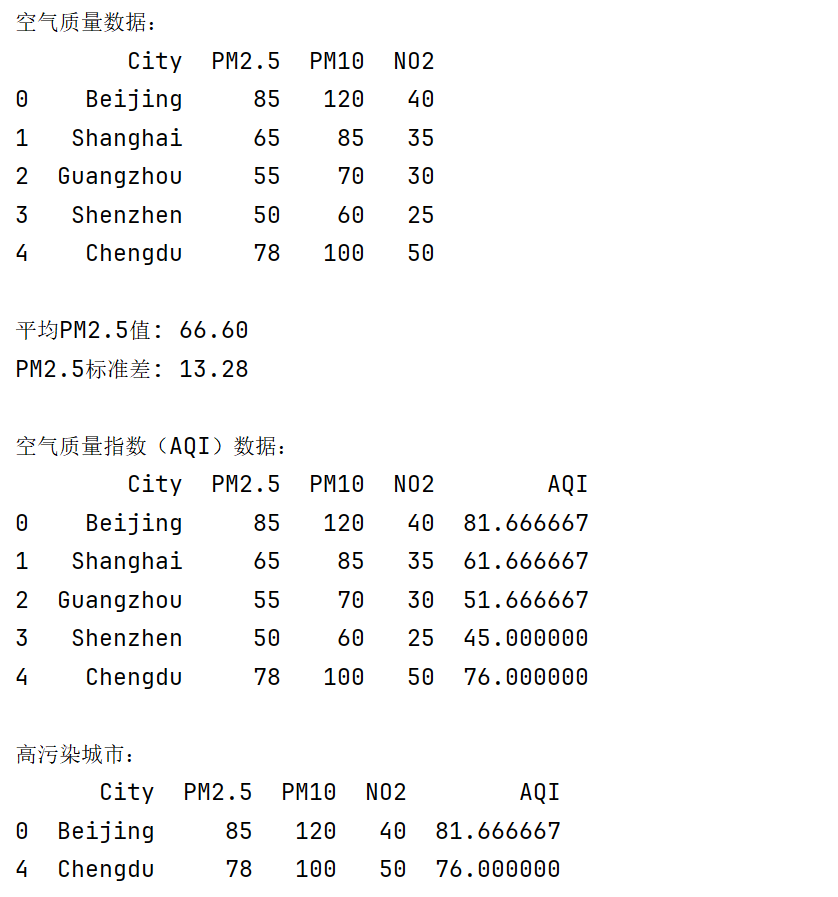 空气质量数据：
City PM2.5 PM10 NO2
0 Beijing 85 120 40
1 Shanghai 65 85 35
2 Guangzhou 55 70 30
3 Shenzhen 50 60 25
4 Chengdu 78 100 50
平均PM2.5值: 66.60
PM2.5标准差: 13.28
空气质量指数（AQI）数据：
City PM2.5 PM10 NO2 AQI
0 Beijing 85 120 40 81.666667
1 Shanghai 65 85 35 61.666667
2 Guangzhou 55 70 30 51.666667
3 Shenzhen 50 60 25 45.000000
4 Chengdu 78 100 50 76.000000
高污染城市：
City PM2.5 PM10 NO2 AQI
0 Beijing 85 120 40 81.666667
4 Chengdu 78 100 50 76.000000